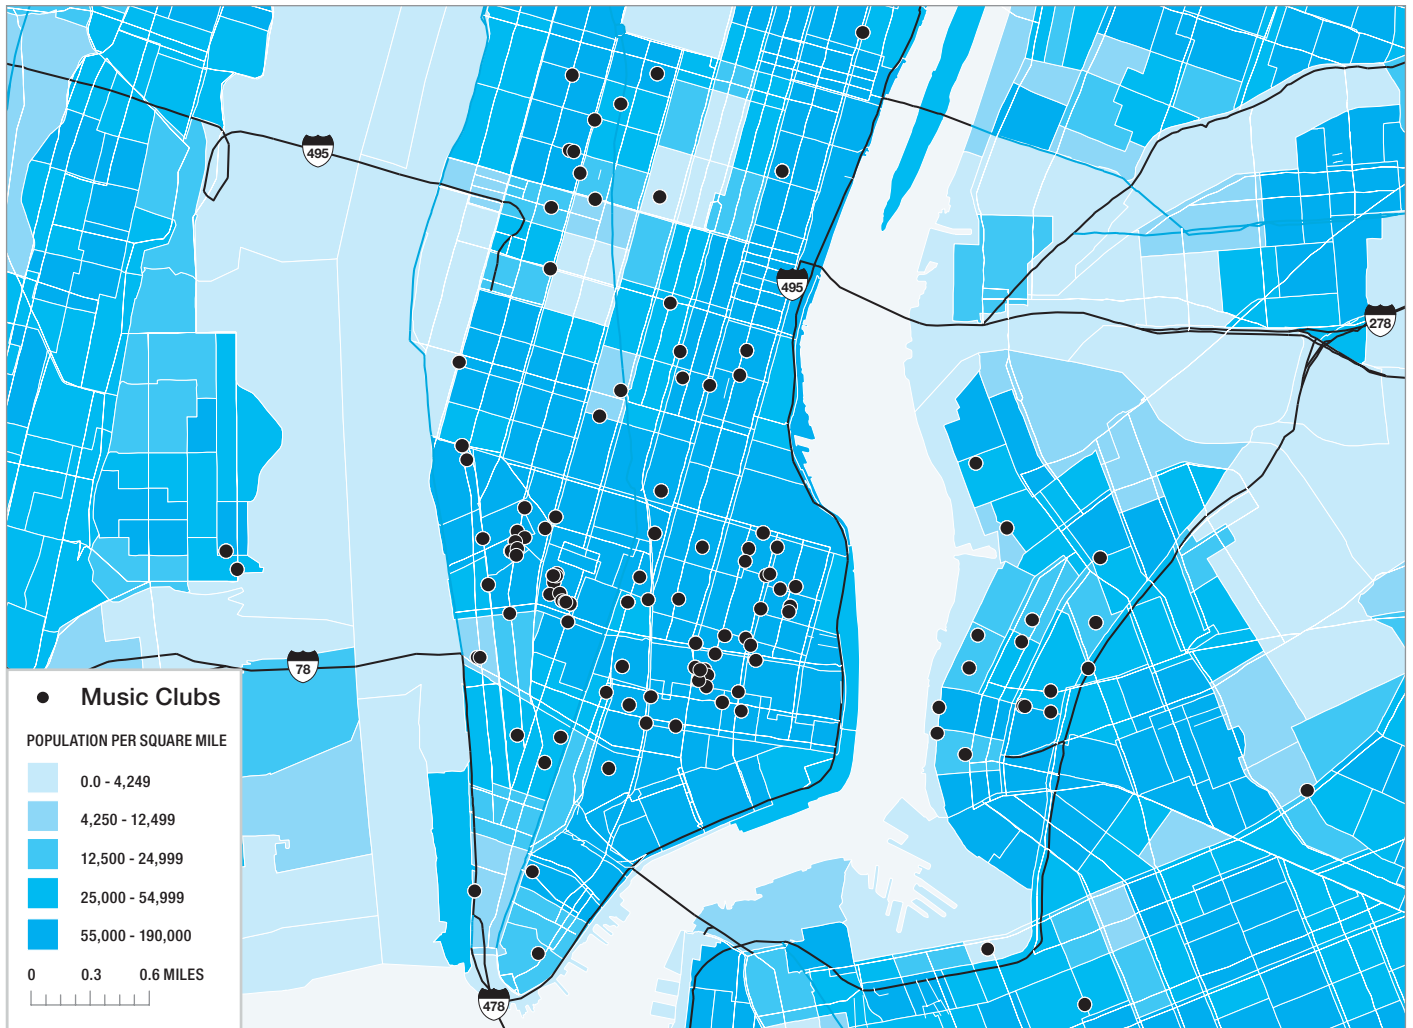 495
495
278
78
Music Clubs
POPULATION PER SQUARE MILE
0.0 - 4,249
4,250 - 12,499
12,500 - 24,999
25,000 - 54,999
55,000 - 190,000
0 0.3 0.6 MILES
478